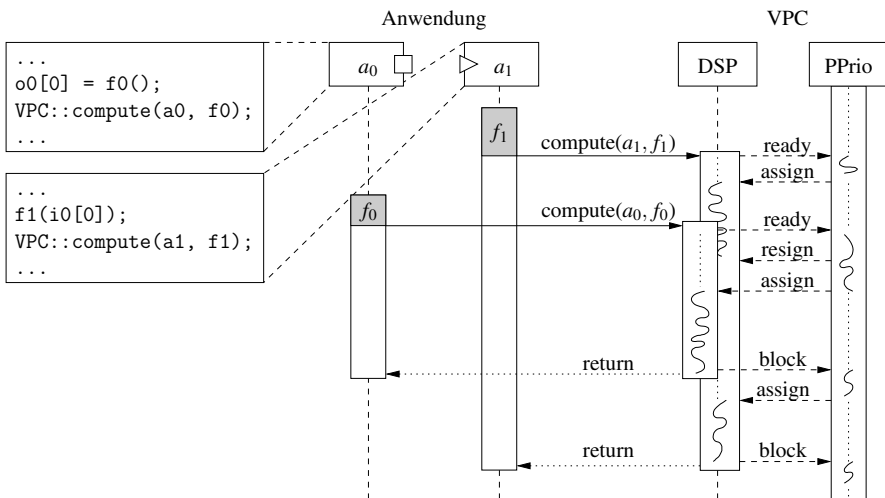 Anwendung
VPC
...
o0[0] = f0();
VPC::compute(a0, f0);
...
a0
a1
DSP
PPrio
...
f1(i0[0]);
VPC::compute(a1, f1);
...
f1
compute(a1, f1)
ready
assign
f0
compute(a0, f0)
ready
resign
assign
return
block
assign
return
block